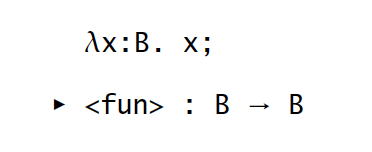 λx:B. x;
▸ <fun> : B → B